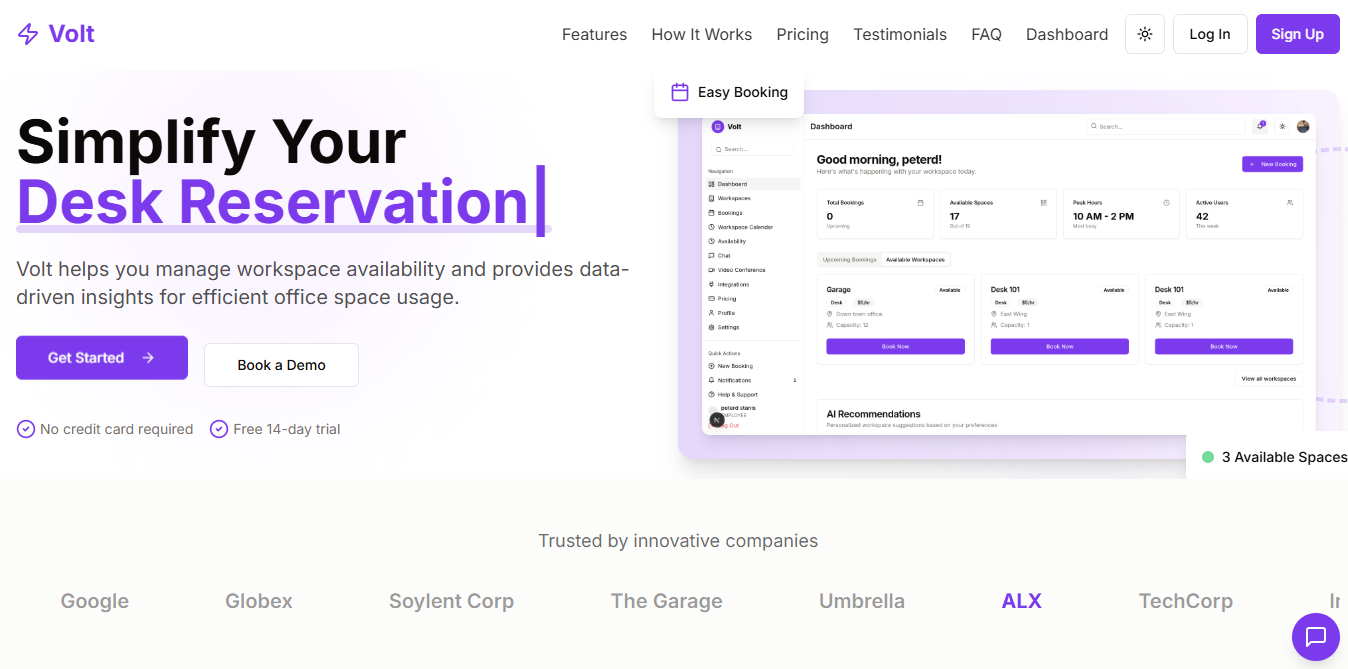 Volt
Features How It Works Pricing Testimonials FAQ Dashboard Log In Sign Up
Simplify Your
Desk Reservation
Volt helps you manage workspace availability and provides data-
driven insights for efficient office space usage.
Get Started
Book a Demo
No credit card required Free 14-day trial
Easy Booking
Volt
Search...
Navigation
Dashboard
Workspaces
Bookings
Workspace Calendar
Availability
Chat
Video Conference
Integrations
Pricing
Profile
Settings
Quick Actions
New Booking
Notifications
Help & Support
peterd stanis
Dashboard
Search...
Good morning, peterd!
Here's what's happening with your workspace today.
New Booking
Total Bookings
0
Upcoming
Available Spaces
17
Out of 19
Peak Hours
10 AM - 2 PM
Most busy
Active Users
42
This week
Upcoming Bookings Available Workspaces
Garage Available
Desk $5/hr
Down town office
Capacity: 12
Book Now
Desk 101 Available
Desk $5/hr
East Wing
Capacity: 1
Book Now
Desk 101 Available
Desk $5/hr
East Wing
Capacity: 1
Book Now
View all workspaces
AI Recommendations
Personalized workspace suggestions based on your preferences
3 Available Spaces
Trusted by innovative companies
Google Globex Soylent Corp The Garage Umbrella ALX TechCorp